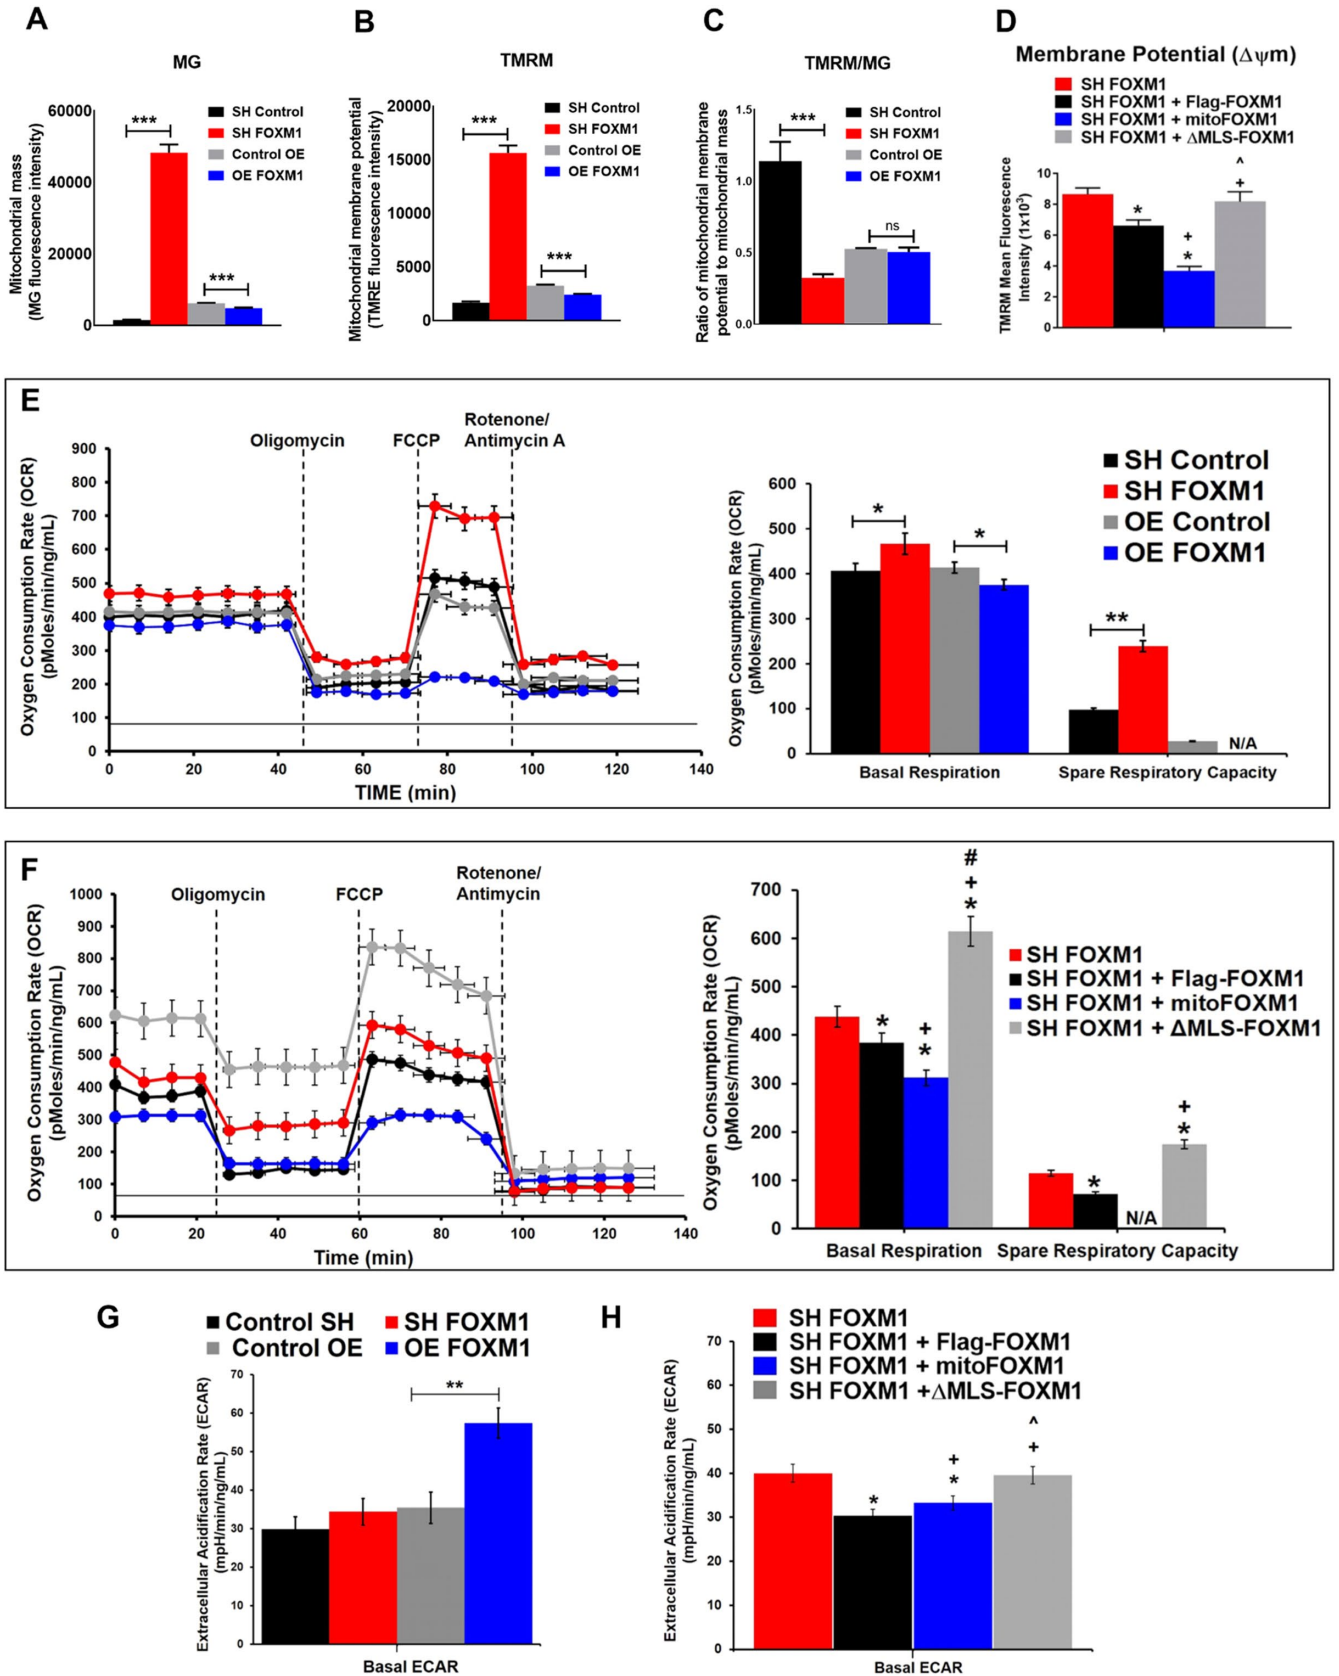 A
MG
Mitochondrial mass
(MG fluorescence intensity)
60000
40000
20000
0
***
***
SH Control
SH FOXM1
Control OE
OE FOXM1
B
TMRM
Mitochondrial membrane potential
(TMRE fluorescence intensity)
20000
15000
10000
5000
0
***
***
SH Control
SH FOXM1
Control OE
OE FOXM1
C
TMRM/MG
Ratio of mitochondrial membrane
potential to mitochondrial mass
1.5
1.0
0.5
0.0
***
ns
SH Control
SH FOXM1
Control OE
OE FOXM1
D
Membrane Potential (Δψm)
SH FOXM1
SH FOXM1 + Flag-FOXM1
SH FOXM1 + mitoFOXM1
SH FOXM1 + ΔMLS-FOXM1
TMRM Mean Fluorescence
Intensity (1x10³)
10
8
6
4
2
0
*
+
*
^
+
E
Oligomycin
FCCP
Rotenone/
Antimycin A
Oxygen Consumption Rate (OCR)
(pMoles/min/ng/mL)
900
800
700
600
500
400
300
200
100
0
0 20 40 60 80 100 120 140
TIME (min)
SH Control
SH FOXM1
OE Control
OE FOXM1
Oxygen Consumption Rate (OCR)
(pMoles/min/ng/mL)
600
500
400
300
200
100
0
*
*
**
N/A
Basal Respiration
Spare Respiratory Capacity
F
Oligomycin
FCCP
Rotenone/
Antimycin
Oxygen Consumption Rate (OCR)
(pMoles/min/ng/mL)
1000
900
800
700
600
500
400
300
200
100
0
0 20 40 60 80 100 120 140
Time (min)
Oxygen Consumption Rate (OCR)
(pMoles/min/ng/mL)
700
600
500
400
300
200
100
0
*
+
*
#
+
*
*
N/A
+
*
SH FOXM1
SH FOXM1 + Flag-FOXM1
SH FOXM1 + mitoFOXM1
SH FOXM1 + ΔMLS-FOXM1
Basal Respiration
Spare Respiratory Capacity
G
Control SH
SH FOXM1
Control OE
OE FOXM1
Extracellular Acidification Rate (ECAR)
(mpH/min/ng/mL)
70
60
50
40
30
20
10
0
**
Basal ECAR
H
SH FOXM1
SH FOXM1 + Flag-FOXM1
SH FOXM1 + mitoFOXM1
SH FOXM1 +ΔMLS-FOXM1
Extracellular Acidification Rate (ECAR)
(mpH/min/ng/mL)
70
60
50
40
30
20
10
0
*
+
*
^
+
Basal ECAR